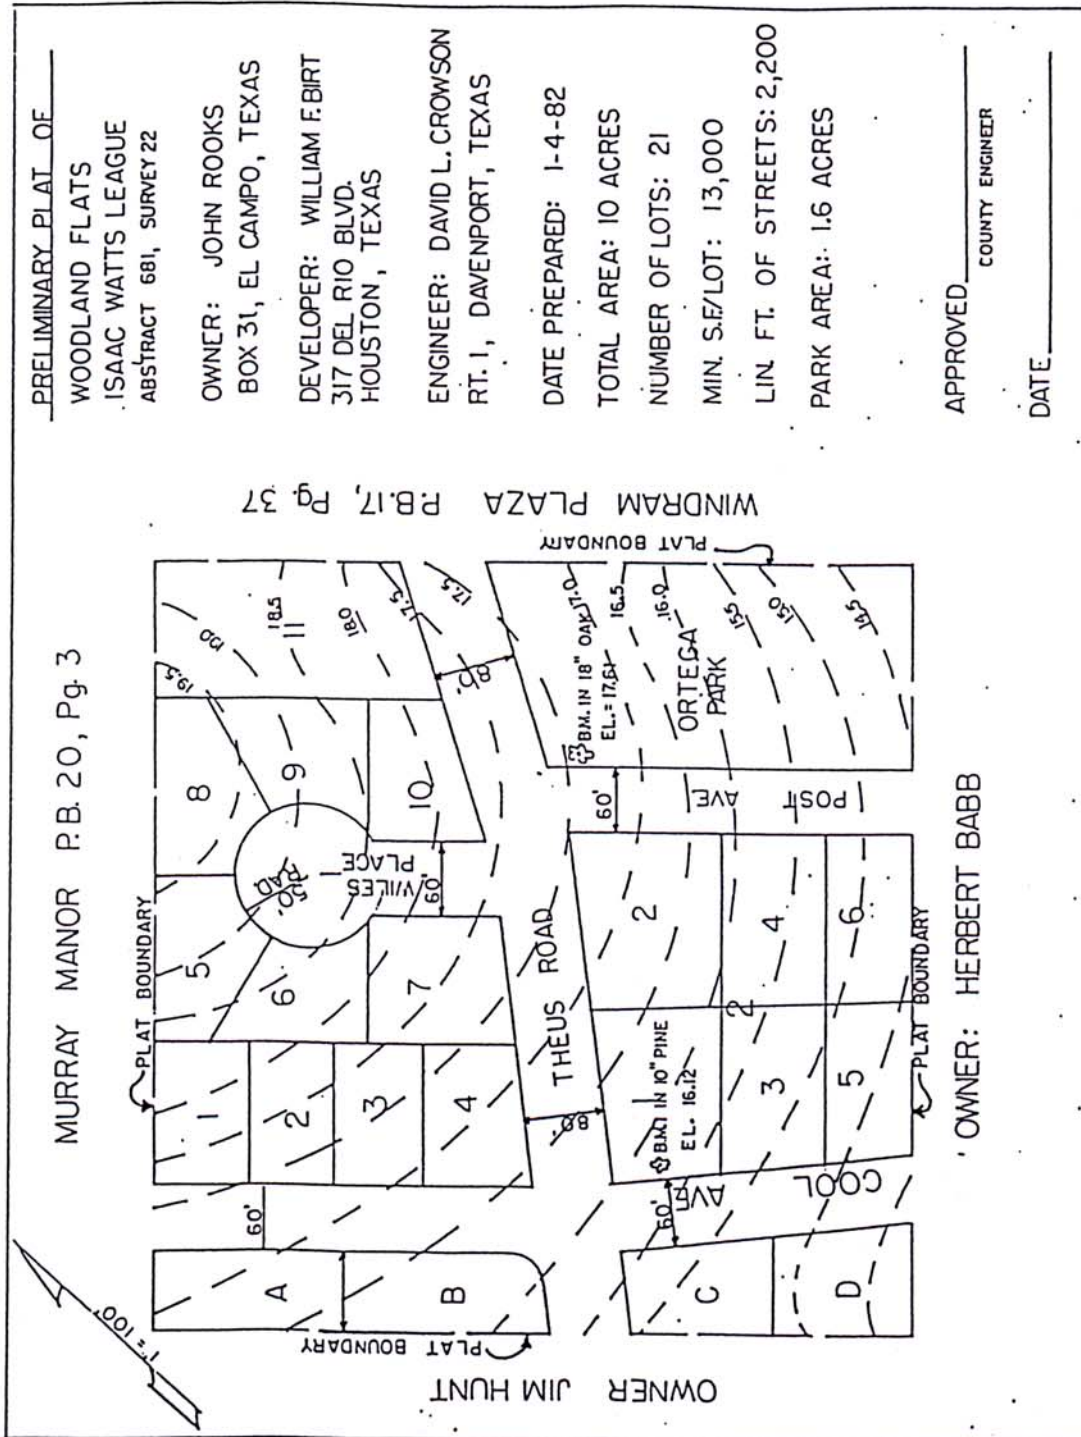 PRELIMINARY PLAT OF
WOODLAND FLATS
ISAAC WATTS LEAGUE
ABSTRACT 681, SURVEY 22
OWNER: JOHN ROOKS
BOX 31, EL CAMPO, TEXAS
DEVELOPER: WILLIAM F. BIRT
317 DEL RIO BLVD.
HOUSTON, TEXAS
ENGINEER: DAVID L. CROWSON
RT. 1, DAVENPORT, TEXAS
DATE PREPARED: 1-4-82
TOTAL AREA: 10 ACRES
NUMBER OF LOTS: 21
MIN. S.F./LOT: 13,000
LIN. FT. OF STREETS: 2,200
PARK AREA: 1.6 ACRES
APPROVED
COUNTY ENGINEER
DATE
MURRAY MANOR P.B. 20, Pg. 3
PLAT BOUNDARY
WINDRAM PLAZA P.B.17, Pg. 37
PLAT BOUNDARY
OWNER: HERBERT BABB
PLAT BOUNDARY
OWNER JIM HUNT
PLAT BOUNDARY
1"=100'
A
B
C
D
60'
1
2
3
4
5
6
7
8
9
10
11
50' RAD.
WILES
PLACE
60'
19.5
18.5
18.0
17.5
17.5
80'
THEUS ROAD
80'
B.M. IN 18" OAK
EL. = 17.61
17.0
16.5
16.0
15.5
15.0
14.5
ORTEGA
PARK
60'
POST AVE
2
4
6
2
3
5
B.M. 1 IN 10" PINE
EL. 16.12
60'
COOL AVE